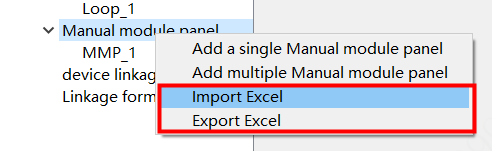 Loop_1
Manual module panel
MMP_1
Add a single Manual module panel
device linkag
Add multiple Manual module panel
Linkage form
Import Excel
Export Excel